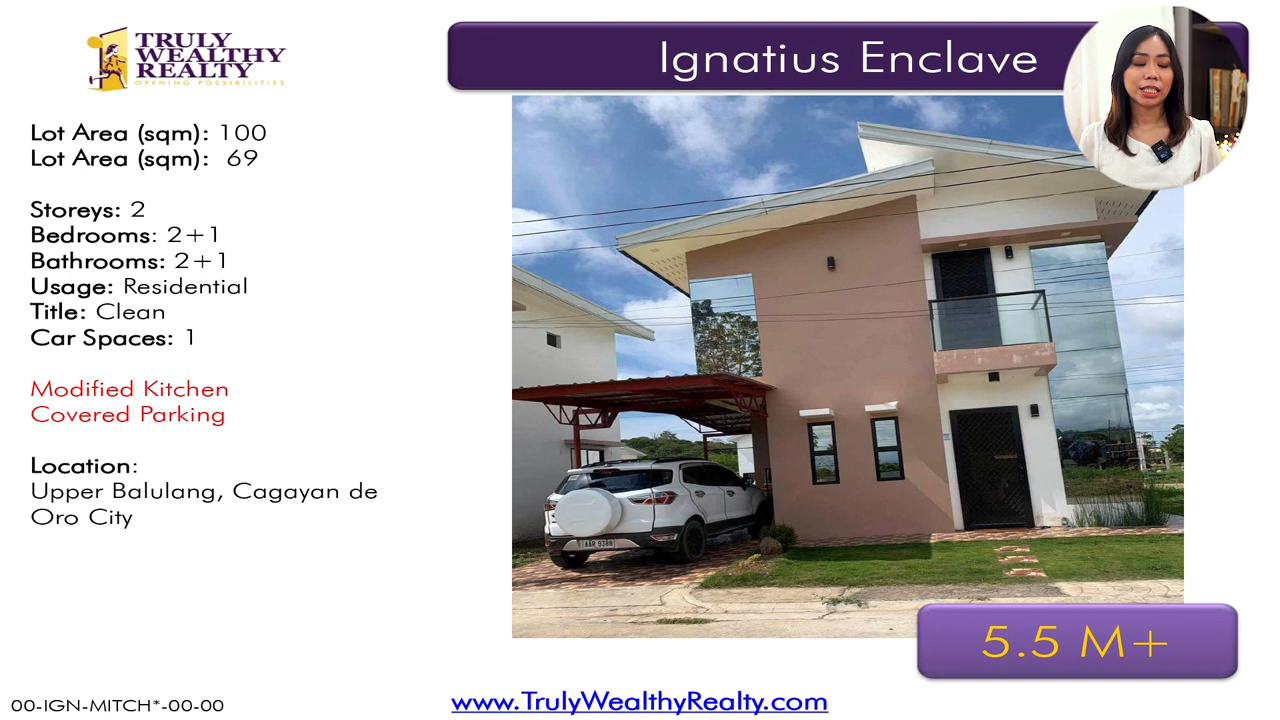 TRULY
WEALTHY
REALTY
OPENING POSSIBILITIES
Ignatius Enclave
Lot Area (sqm): 100
Lot Area (sqm): 69
Storeys: 2
Bedrooms: 2+1
Bathrooms: 2+1
Usage: Residential
Title: Clean
Car Spaces: 1
Modified Kitchen
Covered Parking
Location:
Upper Balulang, Cagayan de
Oro City
5.5 M+
00-IGN-MITCH*-00-00
www.TrulyWealthyRealty.com